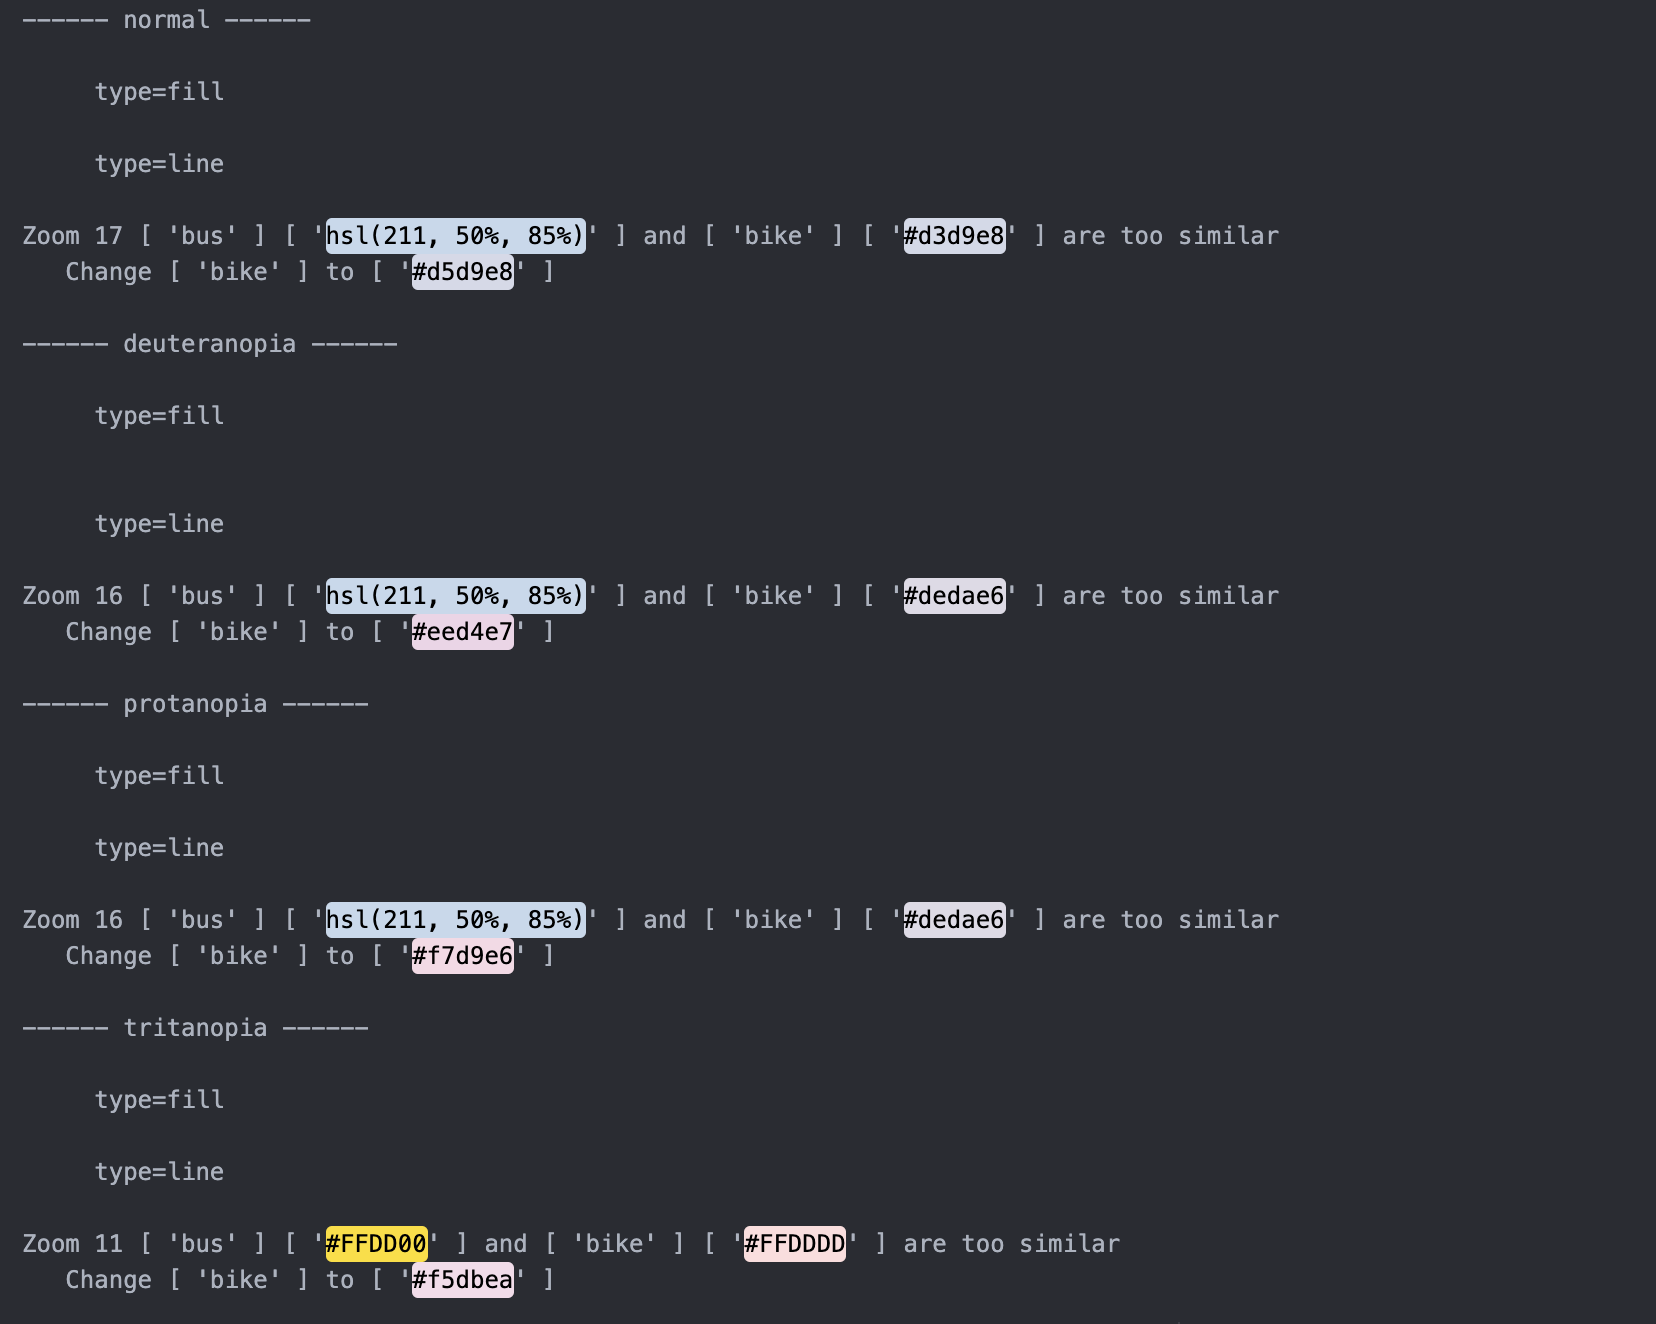 ------ normal ------
type=fill
type=line
Zoom 17 [ 'bus' ] [ 'hsl(211, 50%, 85%)' ] and [ 'bike' ] [ '#d3d9e8' ] are too similar
Change [ 'bike' ] to [ '#d5d9e8' ]
------ deuteranopia ------
type=fill
type=line
Zoom 16 [ 'bus' ] [ 'hsl(211, 50%, 85%)' ] and [ 'bike' ] [ '#dedae6' ] are too similar
Change [ 'bike' ] to [ '#eed4e7' ]
------ protanopia ------
type=fill
type=line
Zoom 16 [ 'bus' ] [ 'hsl(211, 50%, 85%)' ] and [ 'bike' ] [ '#dedae6' ] are too similar
Change [ 'bike' ] to [ '#f7d9e6' ]
------ tritanopia ------
type=fill
type=line
Zoom 11 [ 'bus' ] [ '#FFDD00' ] and [ 'bike' ] [ '#FFDDDD' ] are too similar
Change [ 'bike' ] to [ '#f5dbea' ]